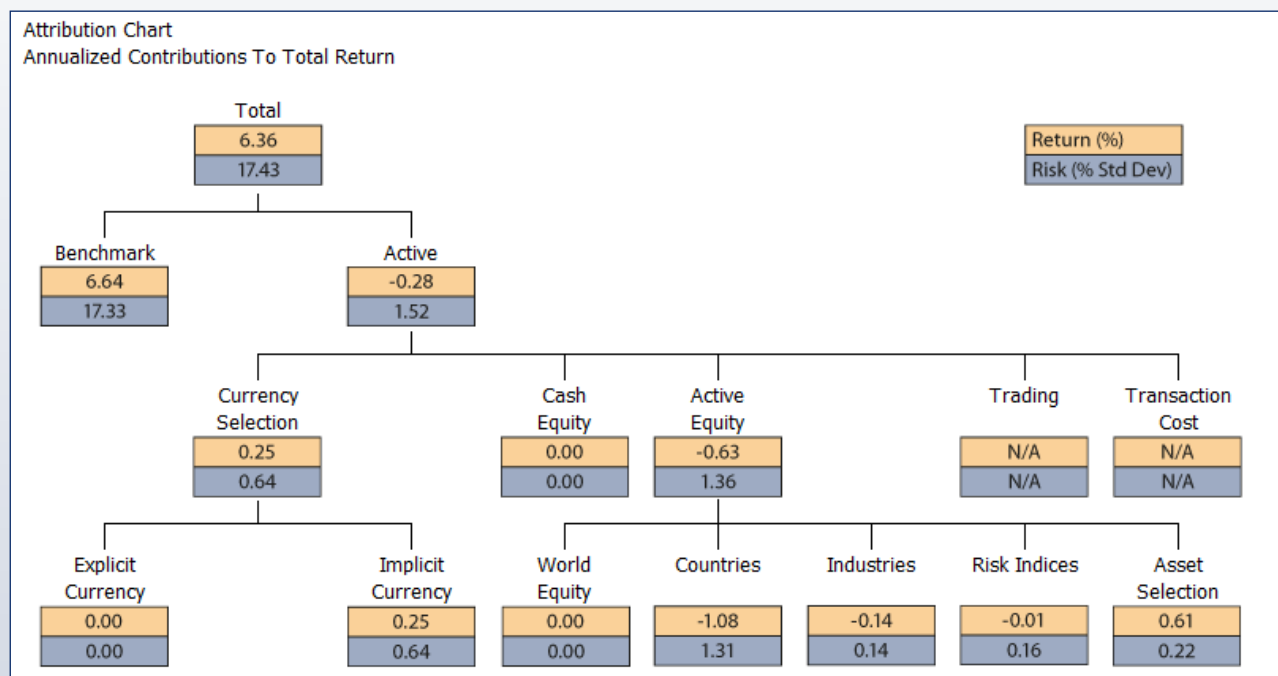 Attribution Chart
Annualized Contributions To Total Return
Total
6.36
17.43
Return (%)
Risk (% Std Dev)
Benchmark
6.64
17.33
Active
-0.28
1.52
Currency
Selection
0.25
0.64
Cash
Equity
0.00
0.00
Active
Equity
-0.63
1.36
Trading
N/A
N/A
Transaction
Cost
N/A
N/A
Explicit
Currency
0.00
0.00
Implicit
Currency
0.25
0.64
World
Equity
0.00
0.00
Countries
-1.08
1.31
Industries
-0.14
0.14
Risk Indices
-0.01
0.16
Asset
Selection
0.61
0.22